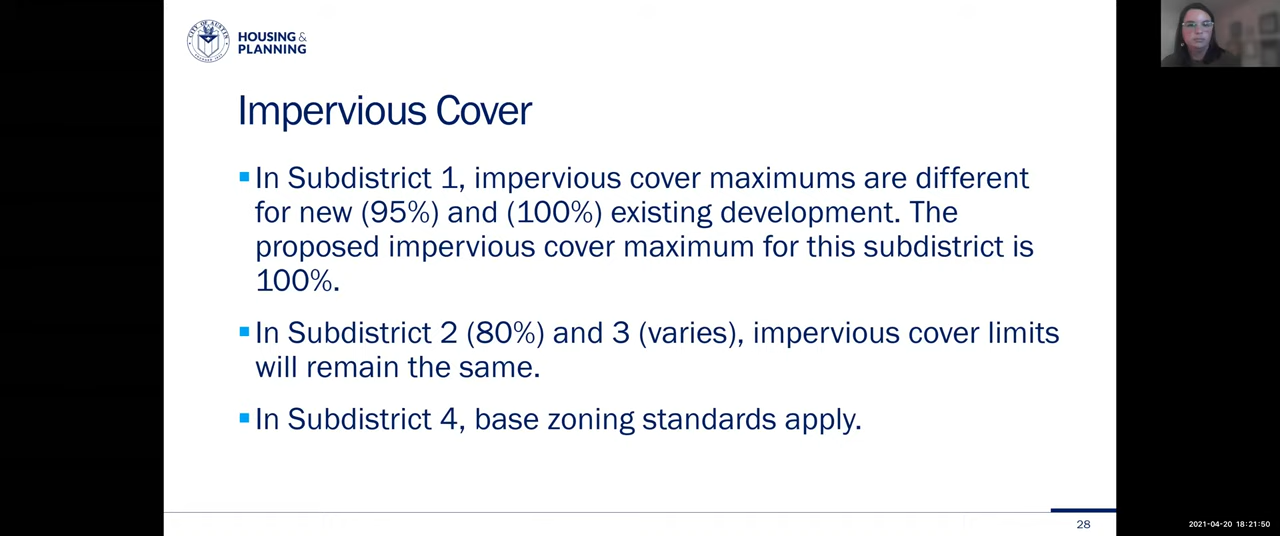 CITY OF AUSTIN
HOUSING &
PLANNING
Impervious Cover
In Subdistrict 1, impervious cover maximums are different
for new (95%) and (100%) existing development. The
proposed impervious cover maximum for this subdistrict is
100%.
In Subdistrict 2 (80%) and 3 (varies), impervious cover limits
will remain the same.
In Subdistrict 4, base zoning standards apply.
28
2021-04-20 18:21:50